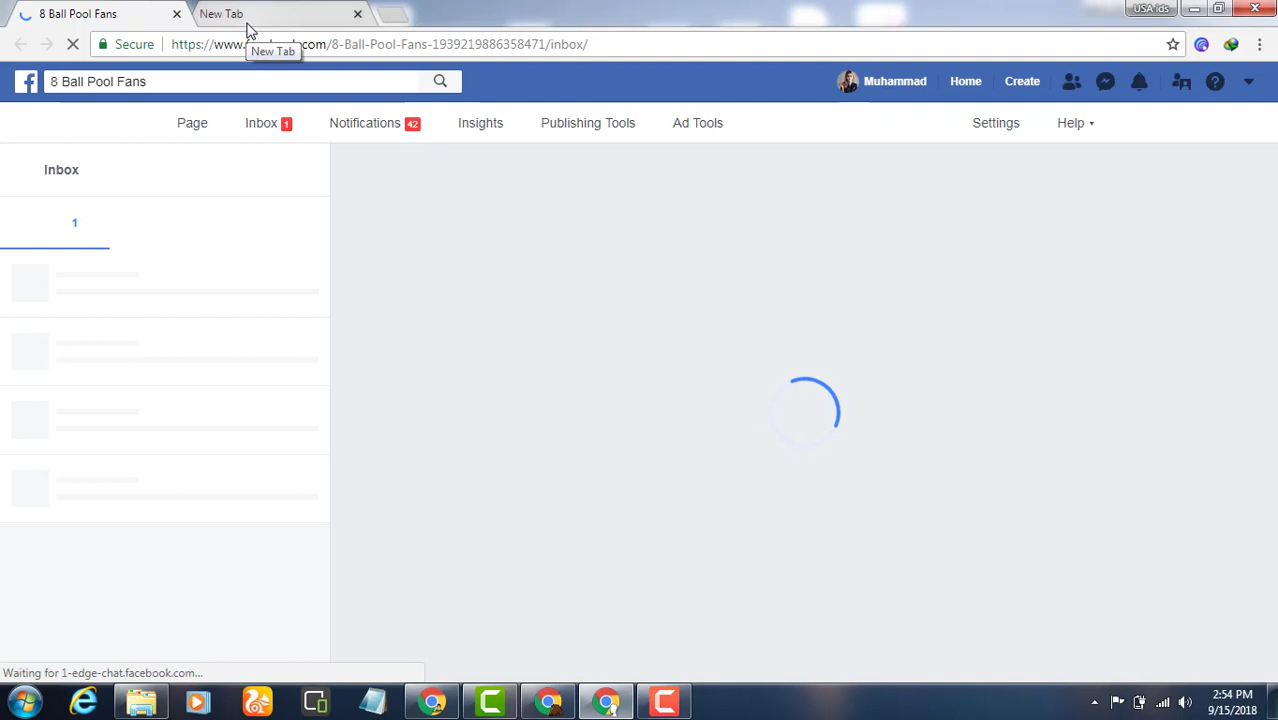 8 Ball Pool Fans
New Tab
USA ids
Secure
https://www. .com/8-Ball-Pool-Fans-1939219886358471/inbox/
New Tab
8 Ball Pool Fans
Muhammad
Home
Create
Page
Inbox 1
Notifications 42
Insights
Publishing Tools
Ad Tools
Settings
Help
Inbox
1
Waiting for 1-edge-chat.facebook.com...
2:54 PM
9/15/2018